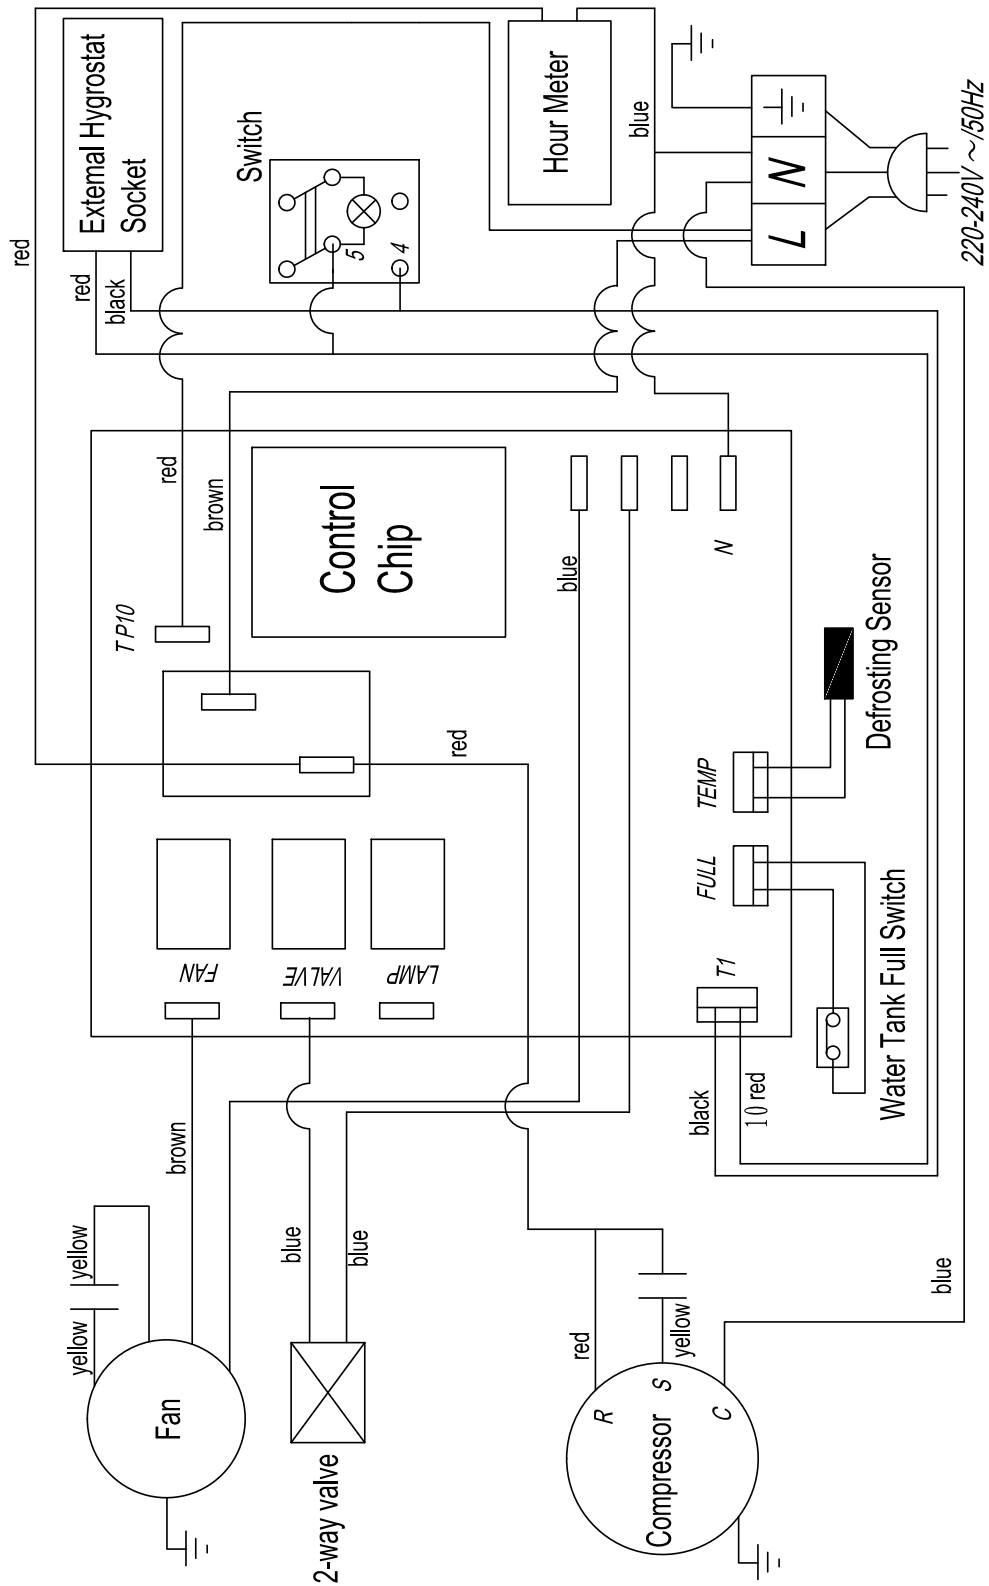 External Hygrostat
Socket
red
red
black
Switch
5
4
Hour Meter
blue
L
N
220-240V ~/50Hz
red
brown
T P10
Control
Chip
blue
N
red
FAN
VALVE
LAMP
TEMP
FULL
T1
Defrosting Sensor
Water Tank Full Switch
black
10 red
brown
yellow
yellow
Fan
blue
blue
2-way valve
red
yellow
R
S
C
Compressor
blue